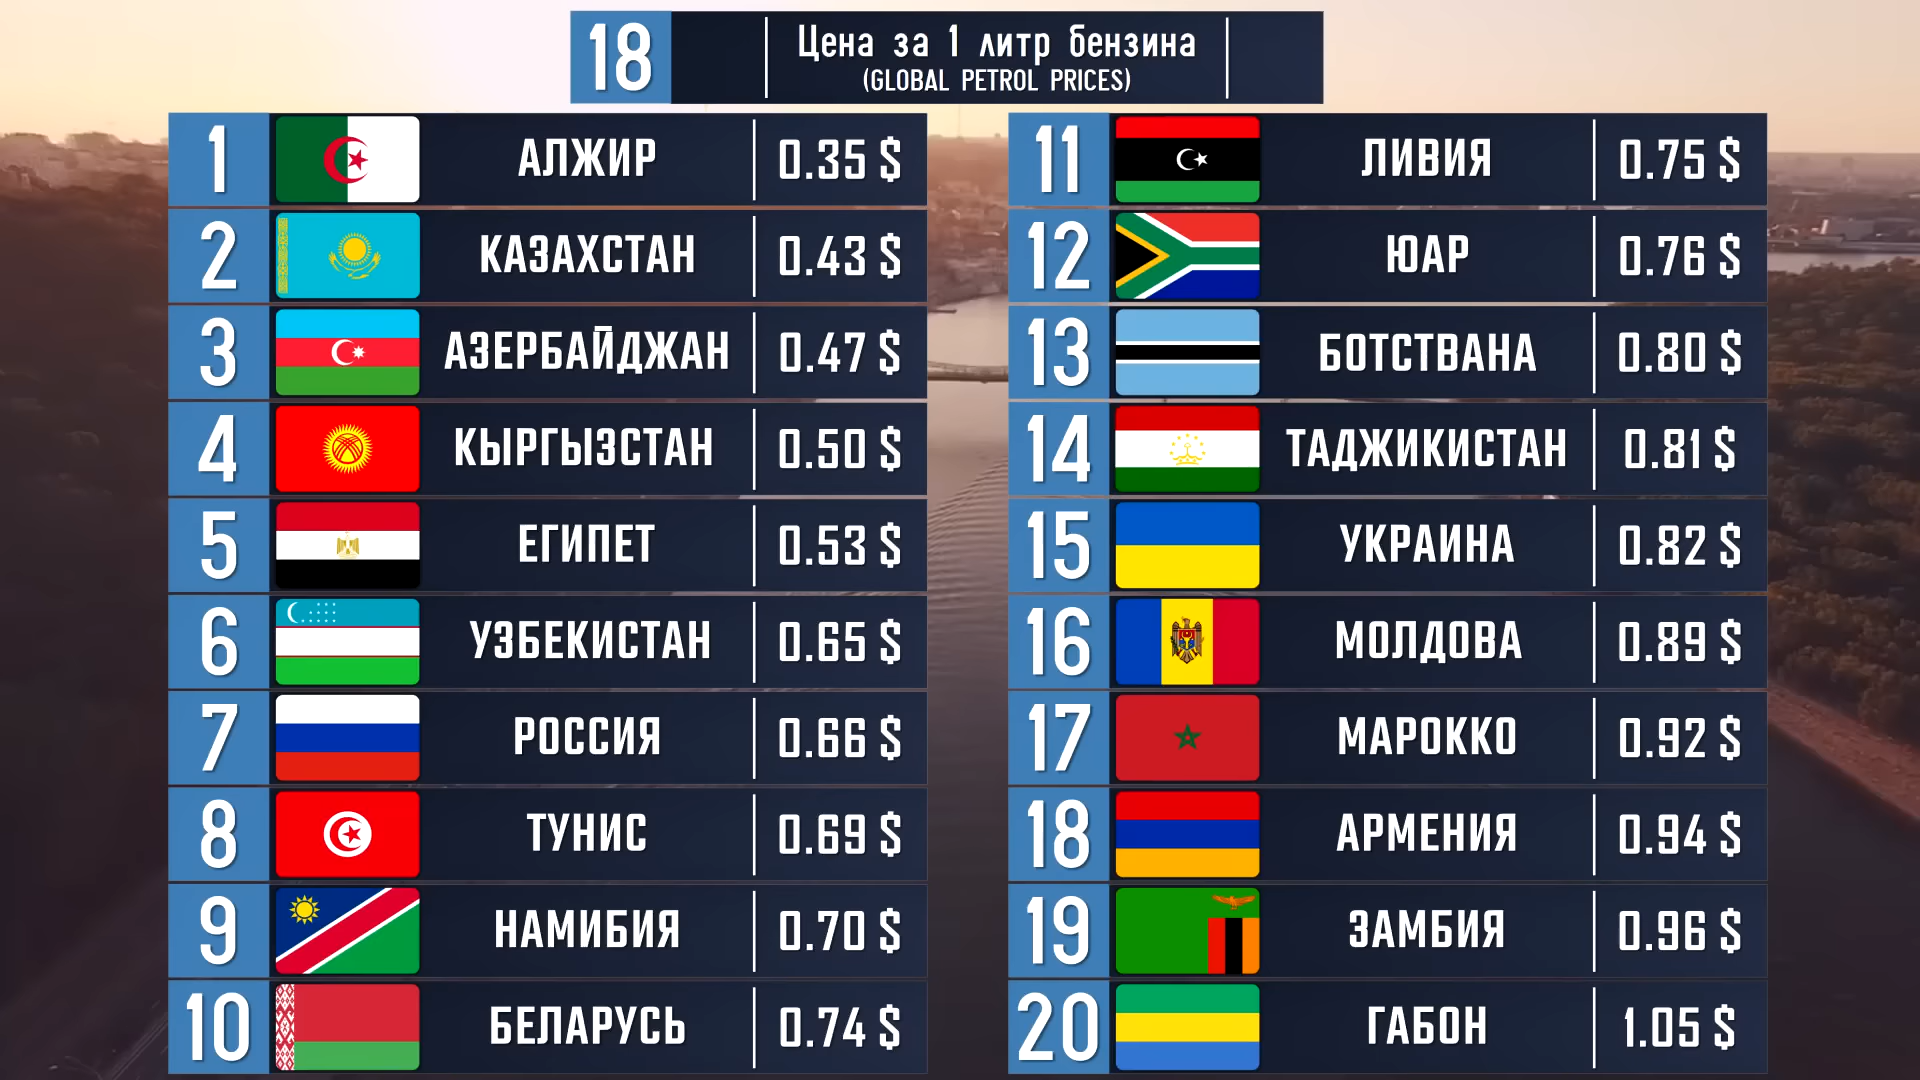 18
Цена за 1 литр бензина
(GLOBAL PETROL PRICES)
1 АЛЖИР 0.35 $
2 КАЗАХСТАН 0.43 $
3 АЗЕРБАЙДЖАН 0.47 $
4 КЫРГЫЗСТАН 0.50 $
5 ЕГИПЕТ 0.53 $
6 УЗБЕКИСТАН 0.65 $
7 РОССИЯ 0.66 $
8 ТУНИС 0.69 $
9 НАМИБИЯ 0.70 $
10 БЕЛАРУСЬ 0.74 $
11 ЛИВИЯ 0.75 $
12 ЮАР 0.76 $
13 БОТСТВАНА 0.80 $
14 ТАДЖИКИСТАН 0.81 $
15 УКРАИНА 0.82 $
16 МОЛДОВА 0.89 $
17 МАРОККО 0.92 $
18 АРМЕНИЯ 0.94 $
19 ЗАМБИЯ 0.96 $
20 ГАБОН 1.05 $